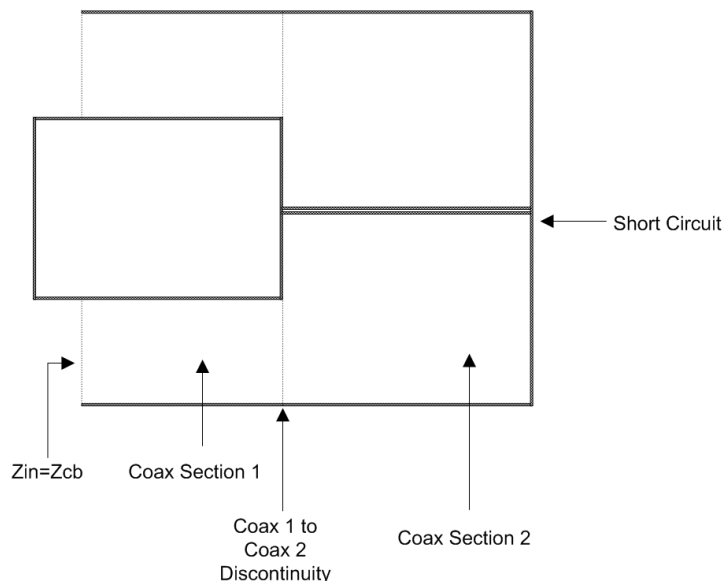 Short Circuit
Zin=Zcb
Coax Section 1
Coax 1 to
Coax 2
Discontinuity
Coax Section 2